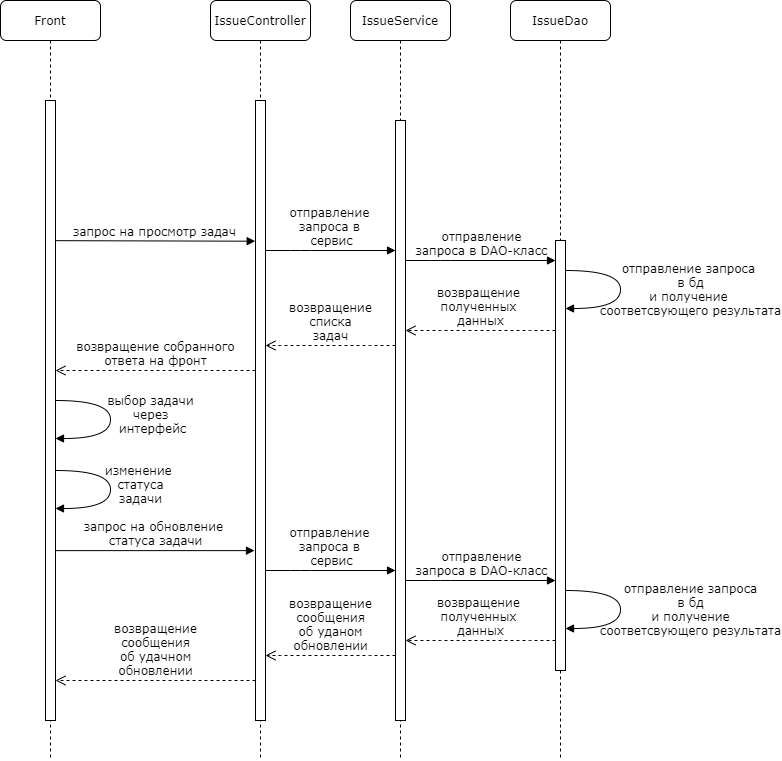 Front
IssueController
IssueService
IssueDao
запрос на просмотр задач
отправление
запроса в
сервис
отправление
запроса в DAO-класс
отправление запроса
в бд
и получение
соответсвующего результата
возвращение
полученных
данных
возвращение
списка
задач
возвращение собранного
ответа на фронт
выбор задачи
через
интерфейс
изменение
статуса
задачи
запрос на обновление
статуса задачи
отправление
запроса в
сервис
отправление
запроса в DAO-класс
отправление запроса
в бд
и получение
соответсвующего результата
возвращение
полученных
данных
возвращение
сообщения
об уданом
обновлении
возвращение
сообщения
об удачном
обновлении